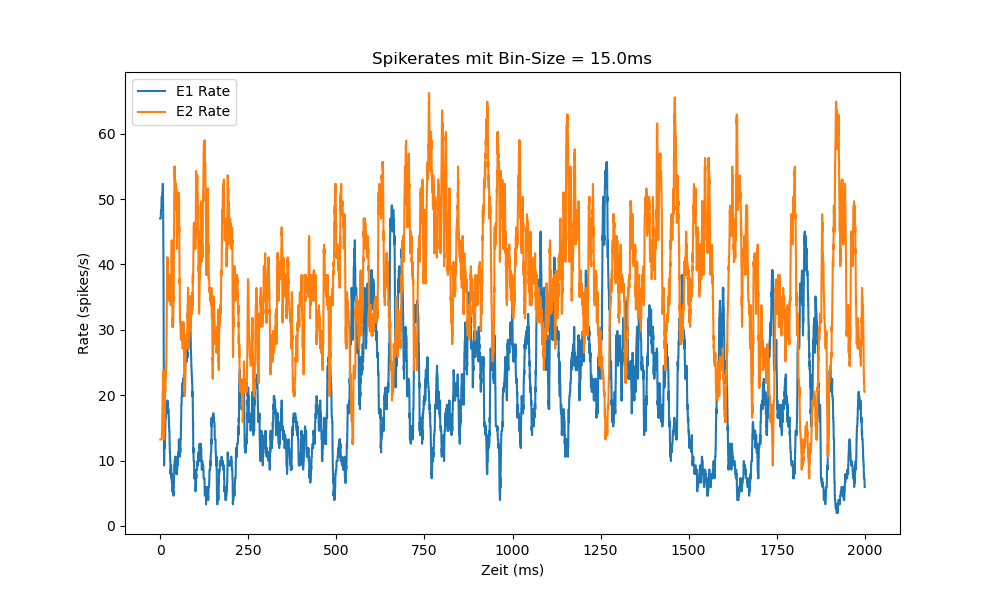 Spikerates mit Bin-Size = 15.0ms
E1 Rate
E2 Rate
60
50
40
30
20
10
0
Rate (spikes/s)
0 250 500 750 1000 1250 1500 1750 2000
Zeit (ms)